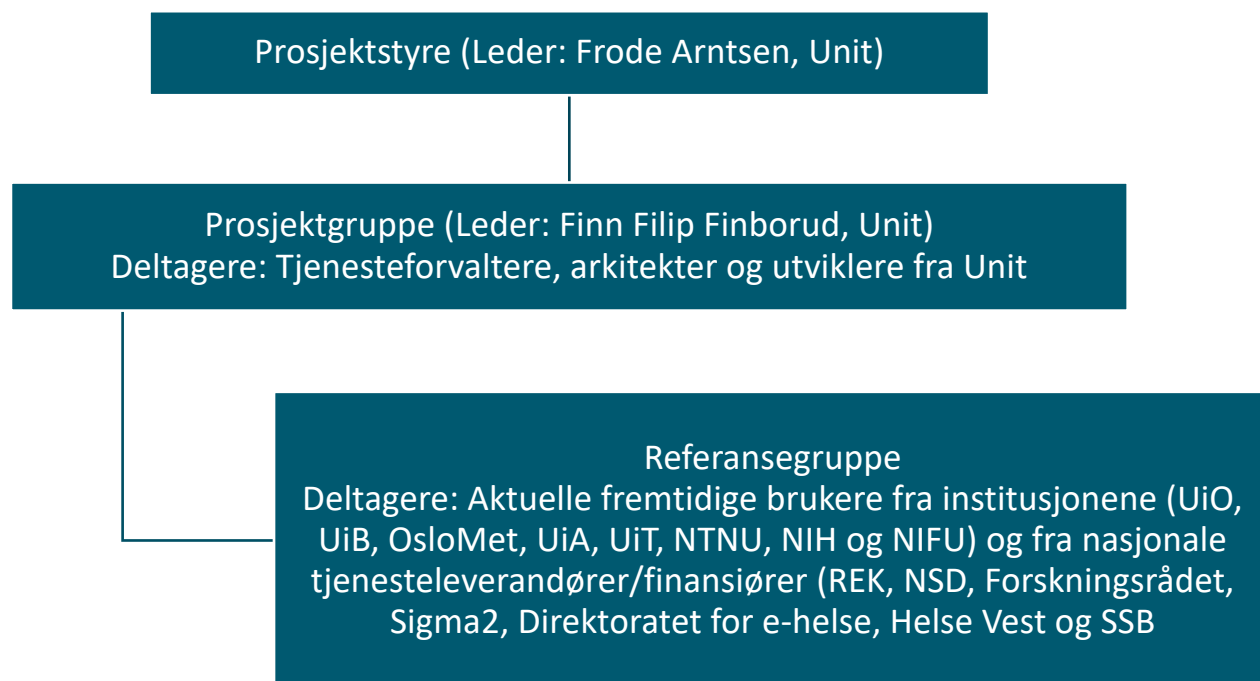 Prosjektstyre (Leder: Frode Arntsen, Unit)
Prosjektgruppe (Leder: Finn Filip Finborud, Unit)
Deltagere: Tjenesteforvaltere, arkitekter og utviklere fra Unit
Referansegruppe
Deltagere: Aktuelle fremtidige brukere fra institusjonene (UiO,
UiB, OsloMet, UiA, UiT, NTNU, NIH og NIFU) og fra nasjonale
tjenesteleverandører/finansiører (REK, NSD, Forskningsrådet,
Sigma2, Direktoratet for e-helse, Helse Vest og SSB